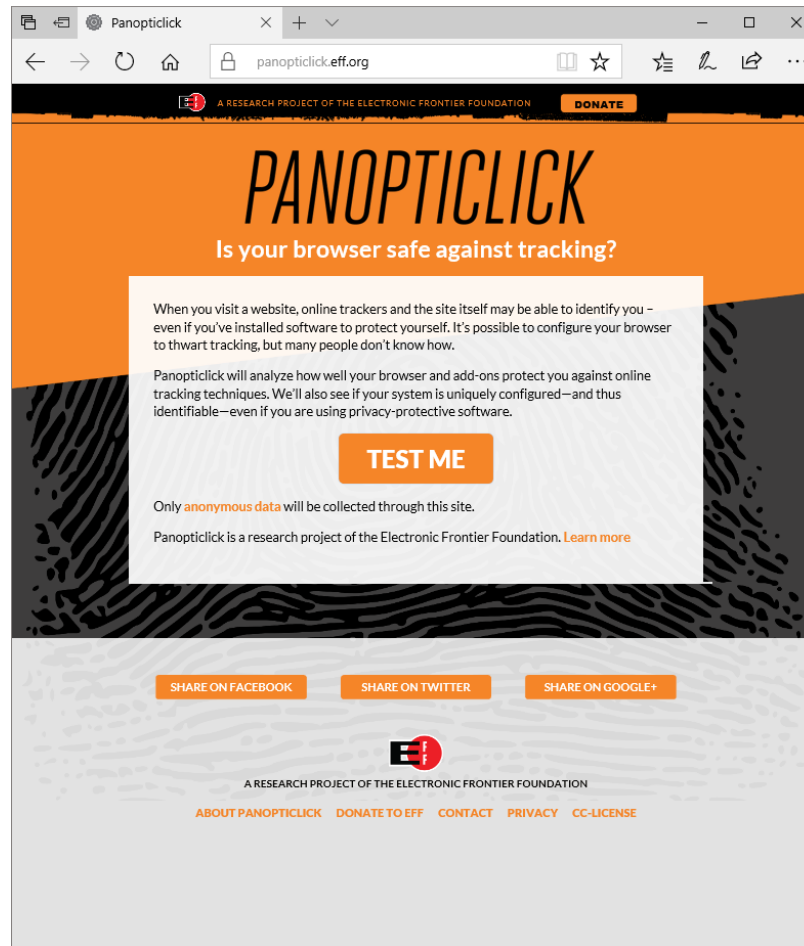 Panopticlick
panopticlick.eff.org
EFF
A RESEARCH PROJECT OF THE ELECTRONIC FRONTIER FOUNDATION
DONATE
PANOPTICLICK
Is your browser safe against tracking?
When you visit a website, online trackers and the site itself may be able to identify you –
even if you've installed software to protect yourself. It's possible to configure your browser
to thwart tracking, but many people don't know how.
Panopticlick will analyze how well your browser and add-ons protect you against online
tracking techniques. We'll also see if your system is uniquely configured—and thus
identifiable—even if you are using privacy-protective software.
TEST ME
Only anonymous data will be collected through this site.
Panopticlick is a research project of the Electronic Frontier Foundation. Learn more
SHARE ON FACEBOOK SHARE ON TWITTER SHARE ON GOOGLE+
EFF
A RESEARCH PROJECT OF THE ELECTRONIC FRONTIER FOUNDATION
ABOUT PANOPTICLICK DONATE TO EFF CONTACT PRIVACY CC-LICENSE